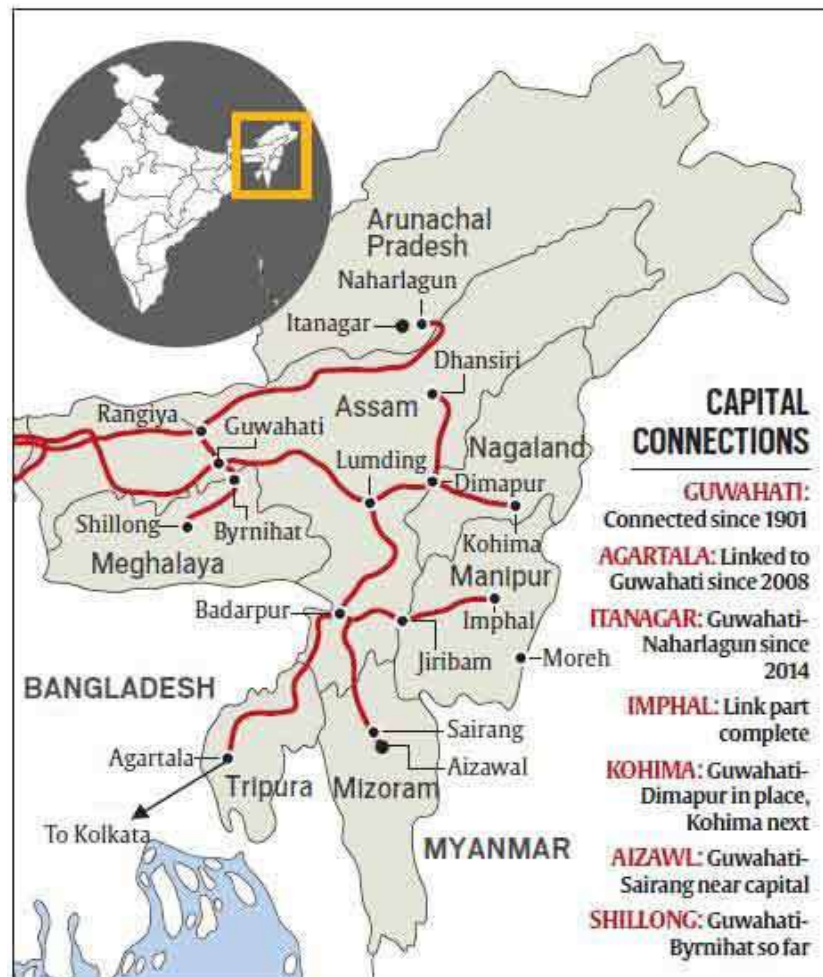 Arunachal
Pradesh
Naharlagun
Itanagar
Dhansiri
Assam
Rangiya
Guwahati
Nagaland
Lumding
Dimapur
Shillong
Byrnihat
Kohima
Meghalaya
Manipur
Badarpur
Imphal
Jiribam
Moreh
BANGLADESH
Sairang
Agartala
Aizawal
Tripura
Mizoram
To Kolkata
MYANMAR
CAPITAL
CONNECTIONS
GUWAHATI:
Connected since 1901
AGARTALA: Linked to
Guwahati since 2008
ITANAGAR: Guwahati-
Naharlagun since
2014
IMPHAL: Link part
complete
KOHIMA: Guwahati-
Dimapur in place,
Kohima next
AIZAWL: Guwahati-
Sairang near capital
SHILLONG: Guwahati-
Byrnihat so far